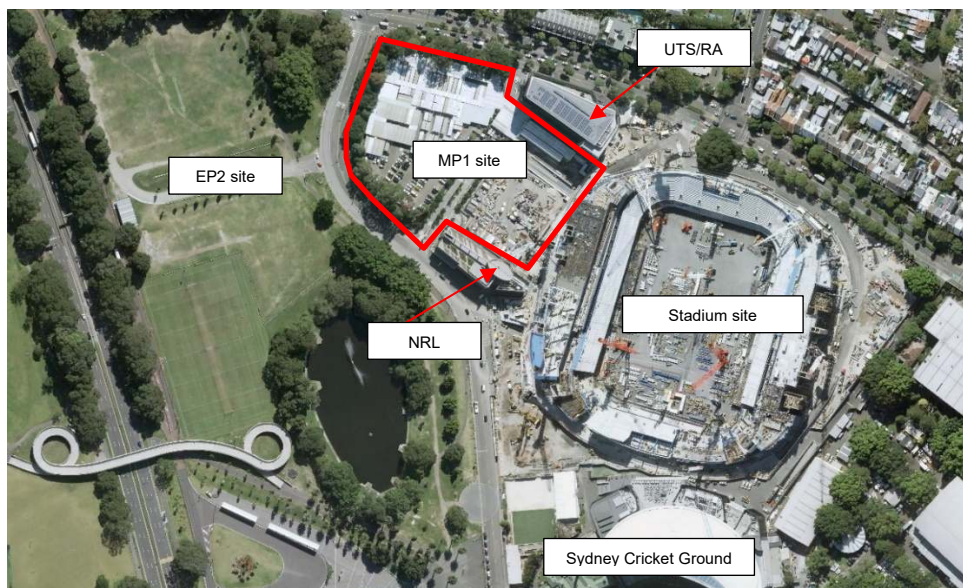 UTS/RA
MP1 site
EP2 site
Stadium site
NRL
Sydney Cricket Ground